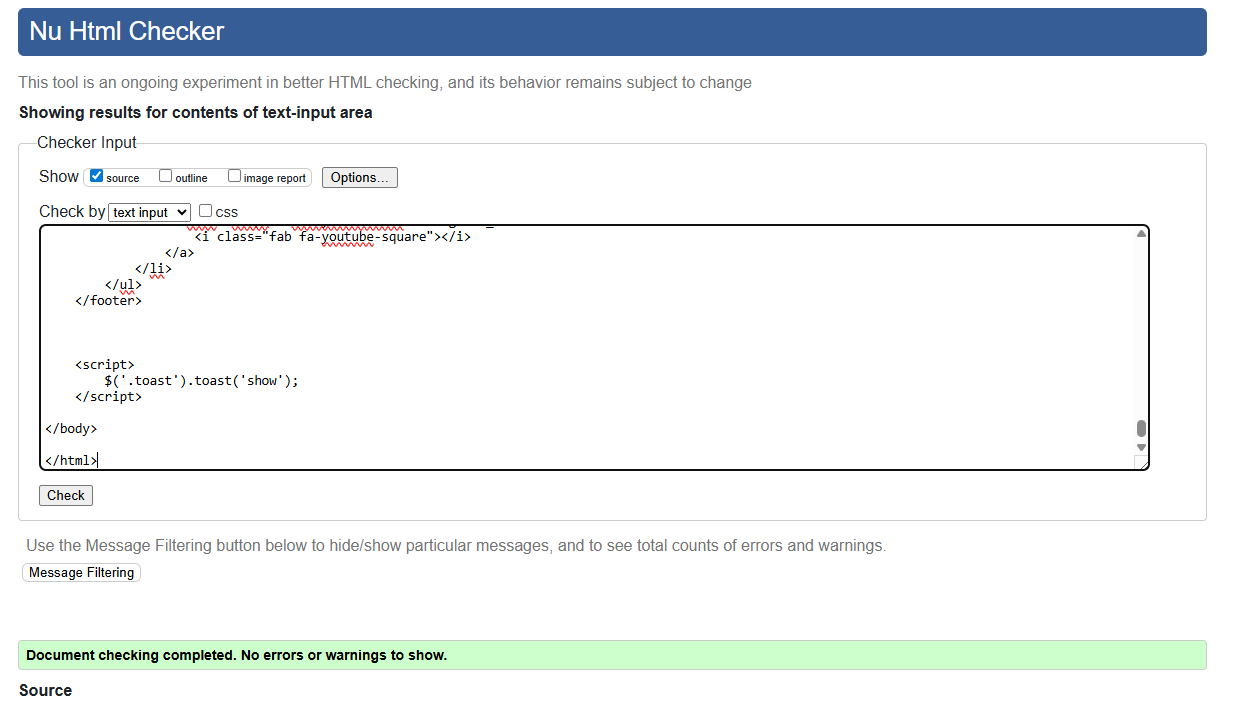 Nu Html Checker
This tool is an ongoing experiment in better HTML checking, and its behavior remains subject to change
Showing results for contents of text-input area
Checker Input
Show source outline image report Options...
Check by text input css
<i class="fab fa-youtube-square"></i>
</a>
</li>
</ul>
</footer>
<script>
$('.toast').toast('show');
</script>
</body>
</html>
Check
Use the Message Filtering button below to hide/show particular messages, and to see total counts of errors and warnings.
Message Filtering
Document checking completed. No errors or warnings to show.
Source